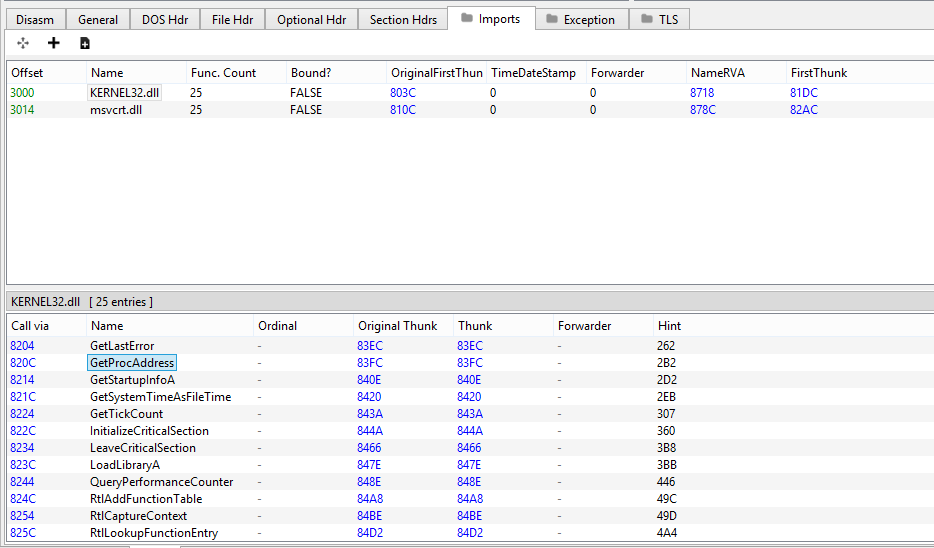 Disasm General DOS Hdr File Hdr Optional Hdr Section Hdrs Imports Exception TLS
Offset Name Func. Count Bound? OriginalFirstThun TimeDateStamp Forwarder NameRVA FirstThunk
3000 KERNEL32.dll 25 FALSE 803C 0 0 8718 81DC
3014 msvcrt.dll 25 FALSE 810C 0 0 878C 82AC
KERNEL32.dll [ 25 entries ]
Call via Name Ordinal Original Thunk Thunk Forwarder Hint
8204 GetLastError - 83EC 83EC - 262
820C GetProcAddress - 83FC 83FC - 2B2
8214 GetStartupInfoA - 840E 840E - 2D2
821C GetSystemTimeAsFileTime - 8420 8420 - 2EB
8224 GetTickCount - 843A 843A - 307
822C InitializeCriticalSection - 844A 844A - 360
8234 LeaveCriticalSection - 8466 8466 - 3B8
823C LoadLibraryA - 847E 847E - 3BB
8244 QueryPerformanceCounter - 848E 848E - 446
824C RtlAddFunctionTable - 84A8 84A8 - 49C
8254 RtlCaptureContext - 84BE 84BE - 49D
825C RtlLookupFunctionEntry - 84D2 84D2 - 4A4